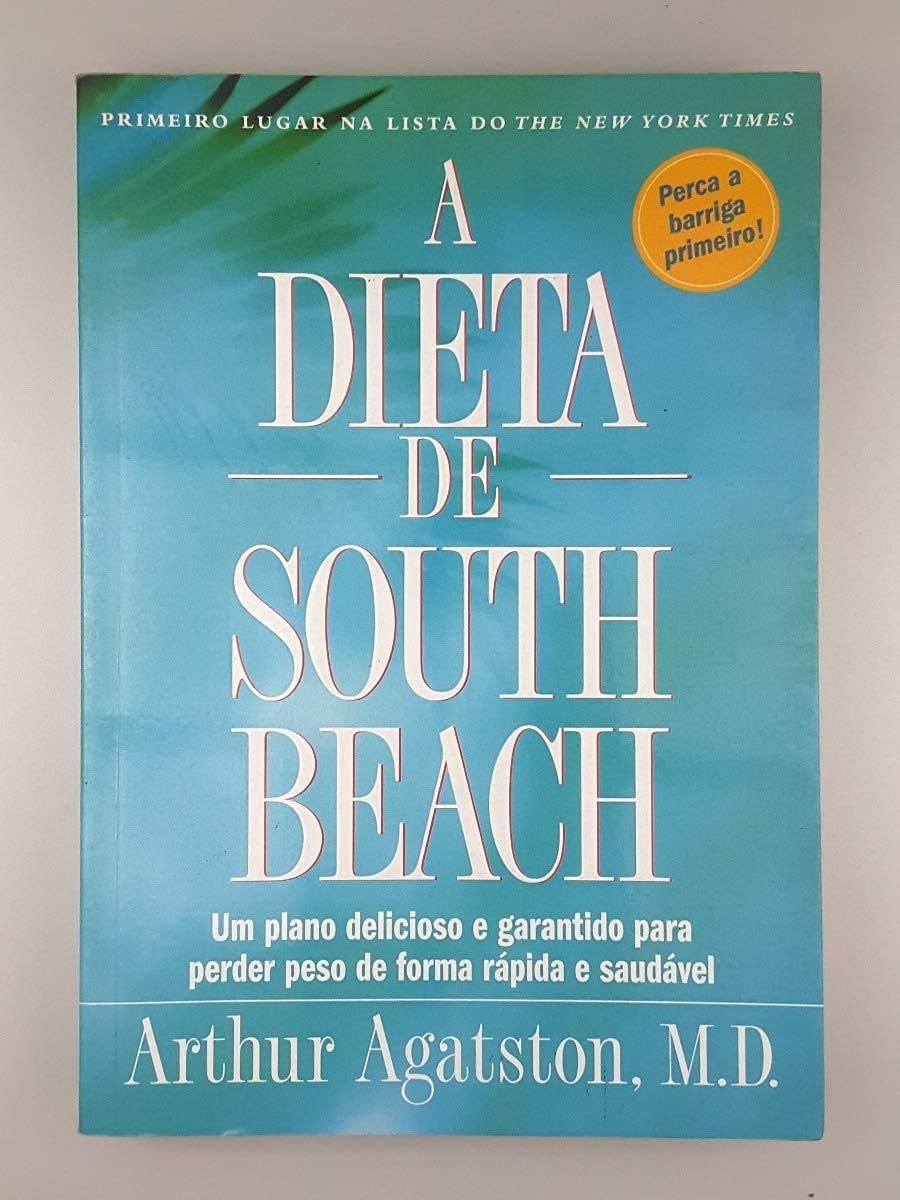 PRIMEIRO LUGAR NA LISTA DO THE NEW YORK TIMES
Perca a
barriga
primeiro!
A
DIETA
DE
SOUTH
BEACH
Um plano delicioso e garantido para
perder peso de forma rápida e saudável
Arthur Agatston, M.D.